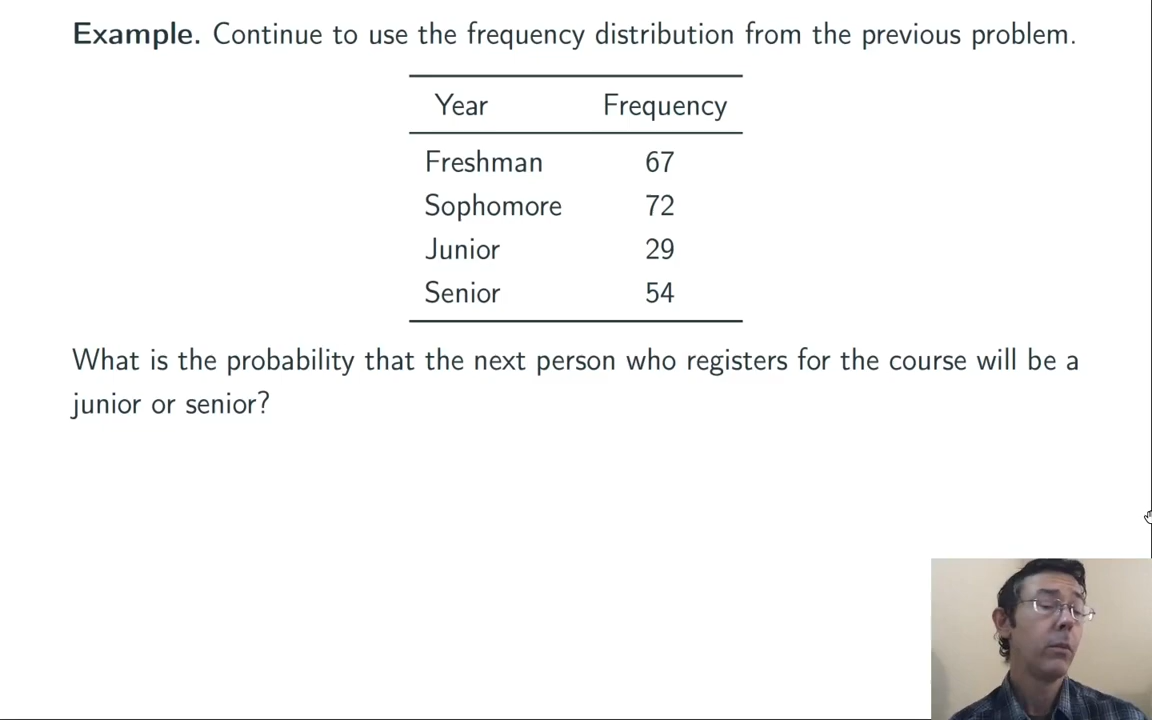 Example. Continue to use the frequency distribution from the previous problem.
Year Frequency
Freshman 67
Sophomore 72
Junior 29
Senior 54
What is the probability that the next person who registers for the course will be a
junior or senior?